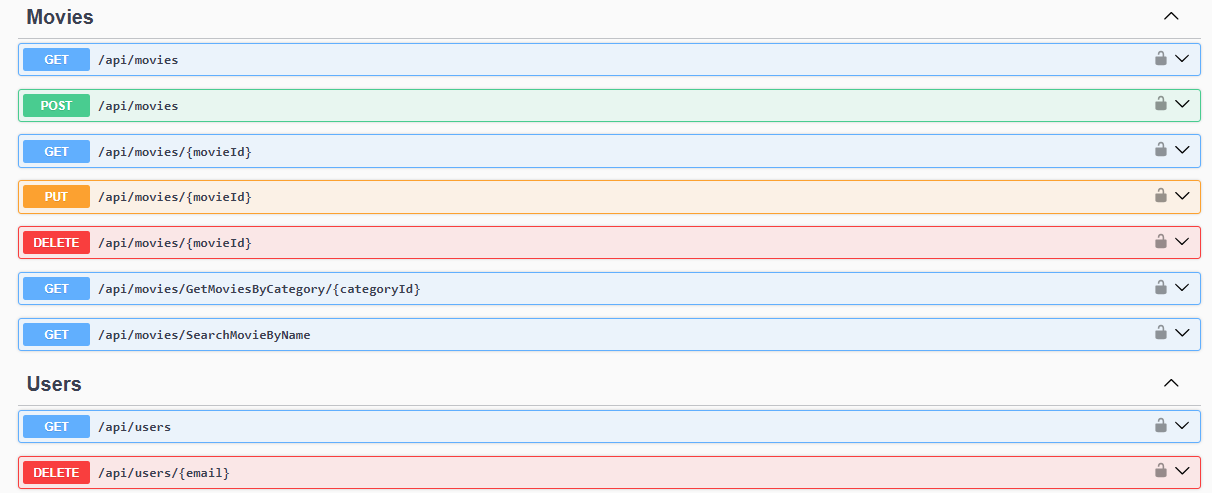 Movies
GET /api/movies
POST /api/movies
GET /api/movies/{movieId}
PUT /api/movies/{movieId}
DELETE /api/movies/{movieId}
GET /api/movies/GetMoviesByCategory/{categoryId}
GET /api/movies/SearchMovieByName
Users
GET /api/users
DELETE /api/users/{email}